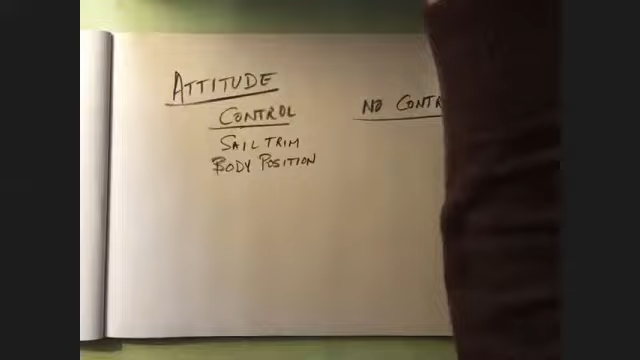 ATTITUDE
CONTROL
NO CONTR
SAIL TRIM
BODY POSITION